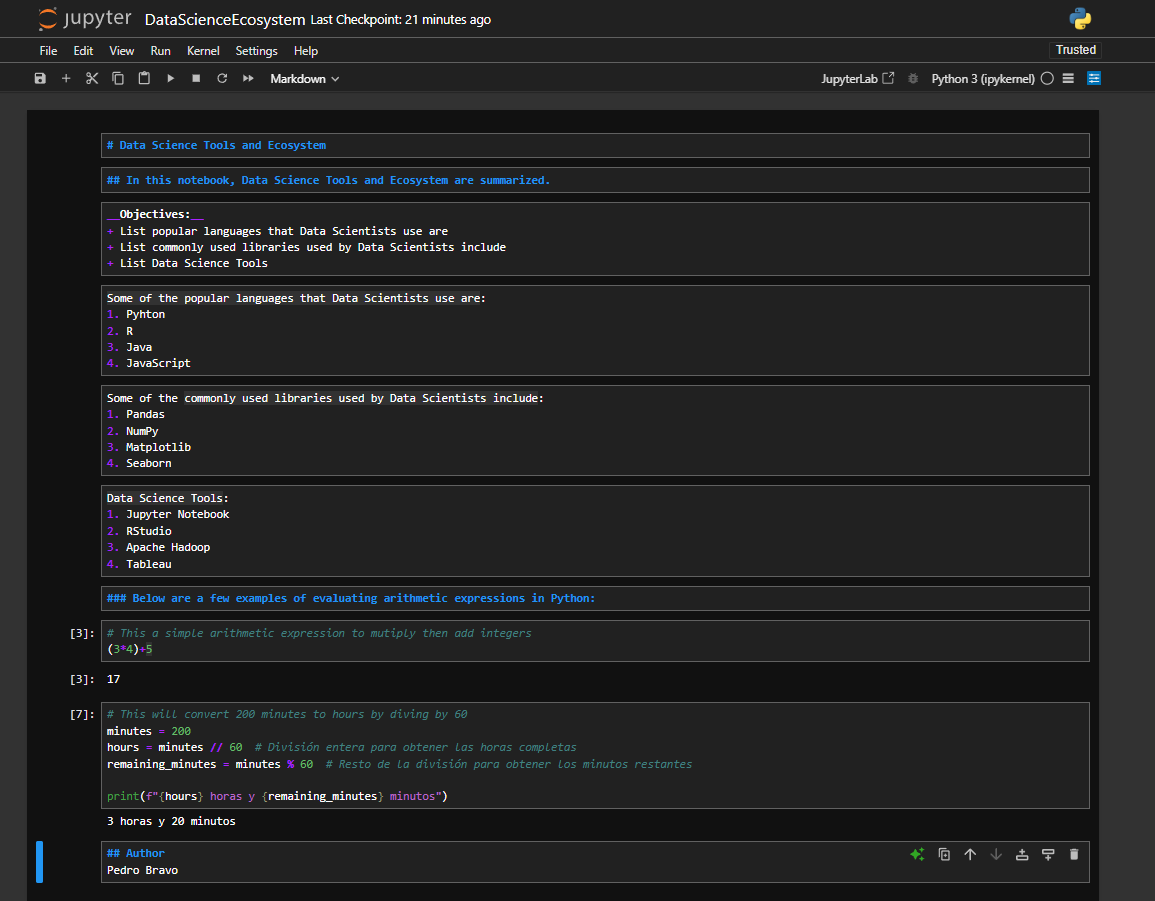 jupyter DataScienceEcosystem Last Checkpoint: 21 minutes ago
File Edit View Run Kernel Settings Help Trusted
Markdown JupyterLab Python 3 (ipykernel)
# Data Science Tools and Ecosystem
## In this notebook, Data Science Tools and Ecosystem are summarized.
__Objectives:__
+ List popular languages that Data Scientists use are
+ List commonly used libraries used by Data Scientists include
+ List Data Science Tools
Some of the popular languages that Data Scientists use are:
1. Pyhton
2. R
3. Java
4. JavaScript
Some of the commonly used libraries used by Data Scientists include:
1. Pandas
2. NumPy
3. Matplotlib
4. Seaborn
Data Science Tools:
1. Jupyter Notebook
2. RStudio
3. Apache Hadoop
4. Tableau
### Below are a few examples of evaluating arithmetic expressions in Python:
[3]: # This a simple arithmetic expression to mutiply then add integers
(3*4)+5
[3]: 17
[7]: # This will convert 200 minutes to hours by diving by 60
minutes = 200
hours = minutes // 60  # División entera para obtener las horas completas
remaining_minutes = minutes % 60  # Resto de la división para obtener los minutos restantes
print(f"{hours} horas y {remaining_minutes} minutos")
3 horas y 20 minutos
## Author
Pedro Bravo